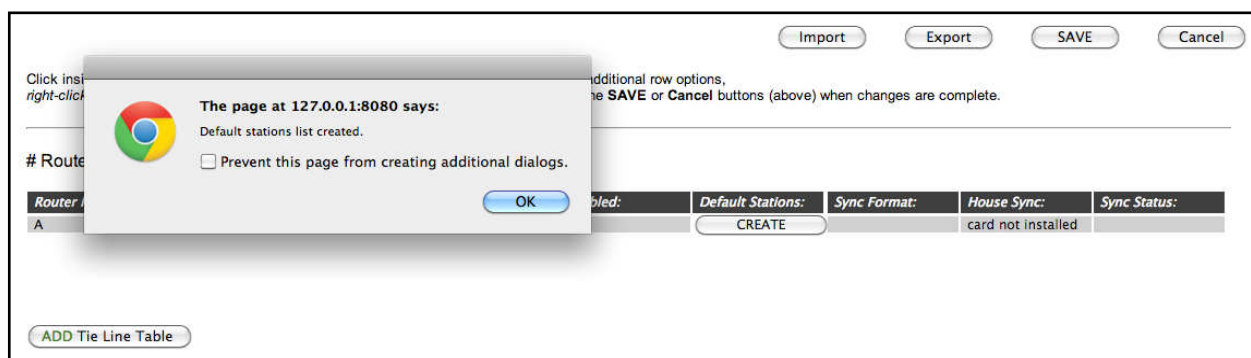 Import Export SAVE Cancel
Click insi
dditional row options,
right-click
e SAVE or Cancel buttons (above) when changes are complete.
The page at 127.0.0.1:8080 says:
Default stations list created.
Prevent this page from creating additional dialogs.
OK
# Route
Router bled: Default Stations: Sync Format: House Sync: Sync Status:
A CREATE card not installed
ADD Tie Line Table